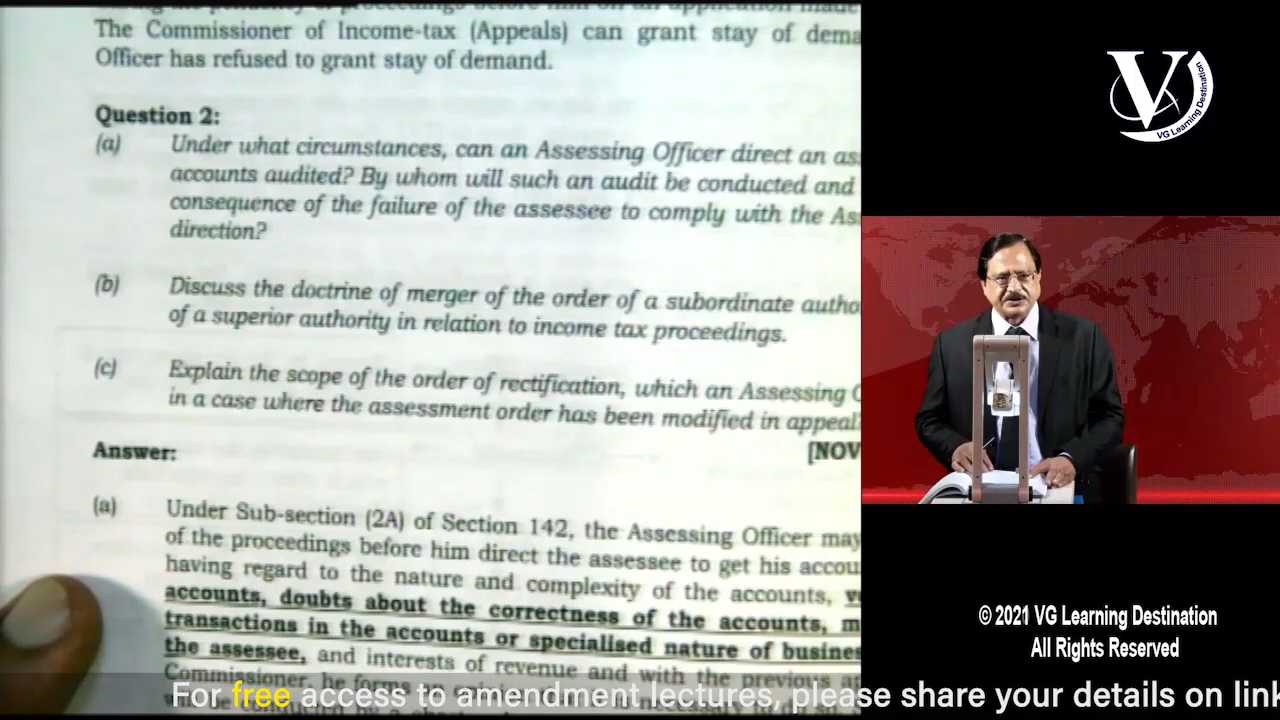 The Commissioner of Income-tax (Appeals) can grant stay of dema
Officer has refused to grant stay of demand.
Question 2:
(a) Under what circumstances, can an Assessing Officer direct an as
accounts audited? By whom will such an audit be conducted and
consequence of the failure of the assessee to comply with the As
direction?
(b) Discuss the doctrine of merger of the order of a subordinate autho
of a superior authority in relation to income tax proceedings.
(c) Explain the scope of the order of rectification, which an Assessing O
in a case where the assessment order has been modified in appeal?
[NOV
Answer:
(a) Under Sub-section (2A) of Section 142, the Assessing Officer may
of the proceedings before him direct the assessee to get his accou
having regard to the nature and complexity of the accounts, vo
accounts, doubts about the correctness of the accounts, m
transactions in the accounts or specialised nature of busines
the assessee, and interests of revenue and with the previous ap
Commissioner, he forms an
V
VG Learning Destination
© 2021 VG Learning Destination
All Rights Reserved
For free access to amendment lectures, please share your details on link